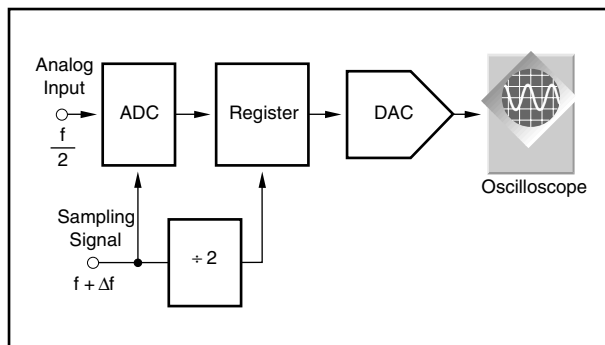 Analog
Input
f
2
ADC
Register
DAC
Oscilloscope
Sampling
Signal
f + Δf
÷ 2